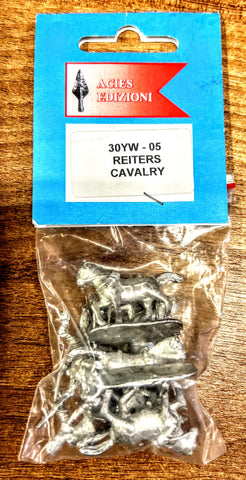 ACIES
EDIZIONI
30YW - 05
REITERS
CAVALRY